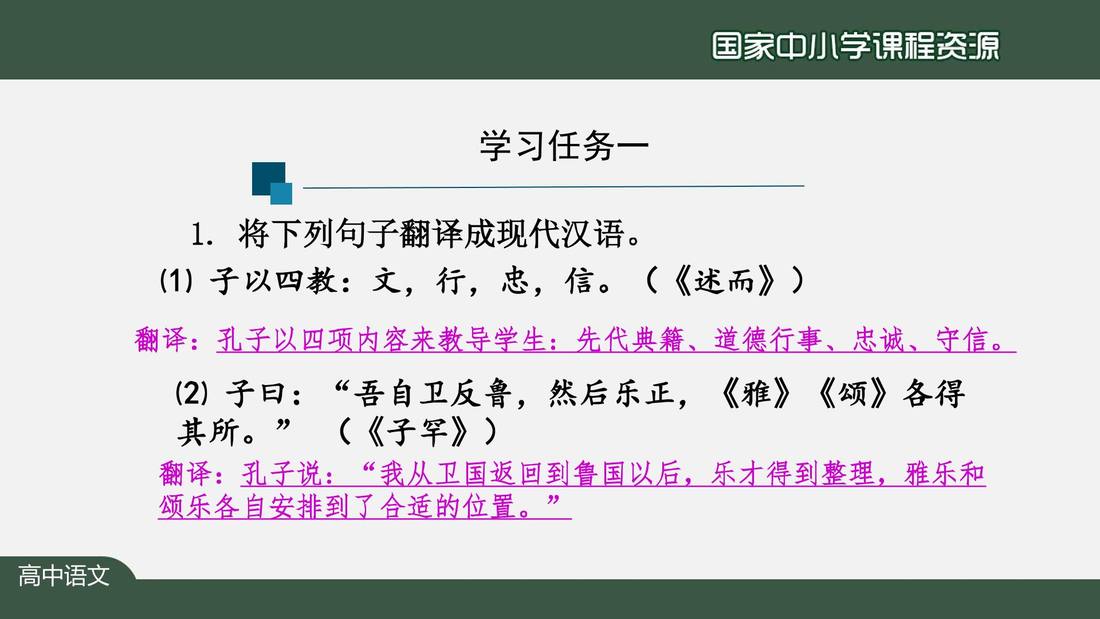 国家中小学课程资源
学习任务一
1. 将下列句子翻译成现代汉语。
⑴ 子以四教：文，行，忠，信。（《述而》）
翻译：孔子以四项内容来教导学生：先代典籍、道德行事、忠诚、守信。
⑵ 子曰：“吾自卫反鲁，然后乐正，《雅》《颂》各得
其所。” （《子罕》）
翻译：孔子说：“我从卫国返回到鲁国以后，乐才得到整理，雅乐和
颂乐各自安排到了合适的位置。”
高中语文